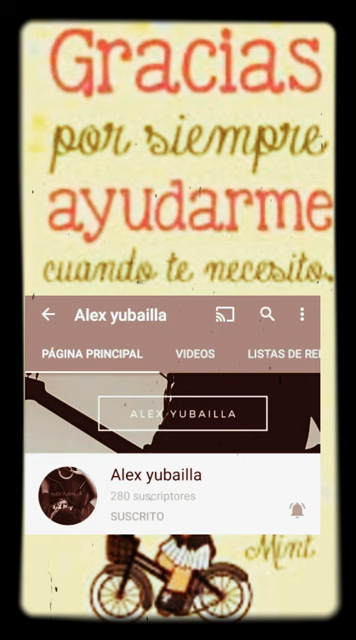 Gracias
por siempre
ayudarme
cuando te necesito.
Alex yubailla
PÁGINA PRINCIPAL VIDEOS LISTAS DE RE
ALEX YUBAILLA
Alex yubailla
280 suscriptores
SUSCRITO
Mint